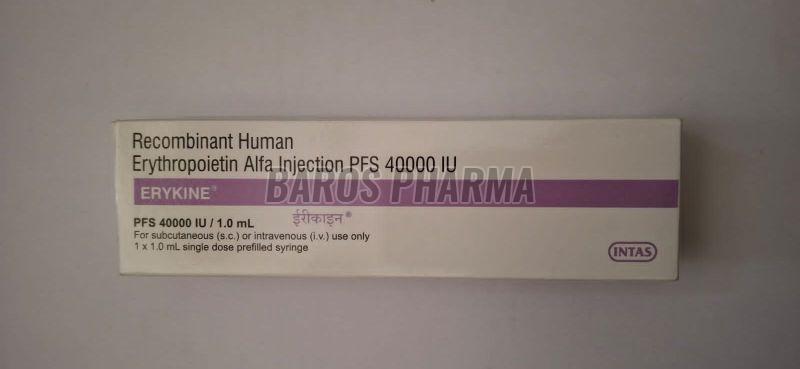 Recombinant Human
Erythropoietin Alfa Injection PFS 40000 IU
BAROS PHARMA
ERYKINE®
PFS 40000 IU / 1.0 mL
ईरीकाइन®
For subcutaneous (s.c.) or intravenous (i.v.) use only
1 x 1.0 mL single dose prefilled syringe
INTAS